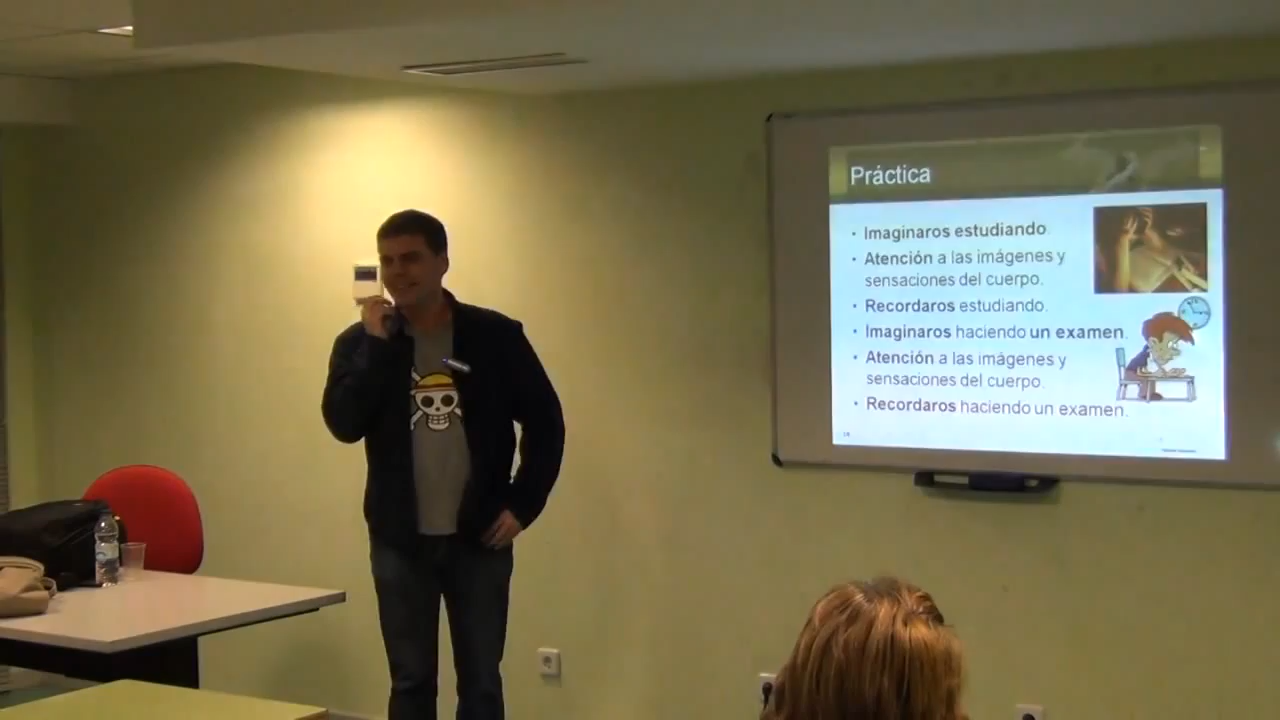 Práctica
• Imaginaros estudiando.
• Atención a las imágenes y
sensaciones del cuerpo.
• Recordaros estudiando.
• Imaginaros haciendo un examen.
• Atención a las imágenes y
sensaciones del cuerpo.
• Recordaros haciendo un examen.